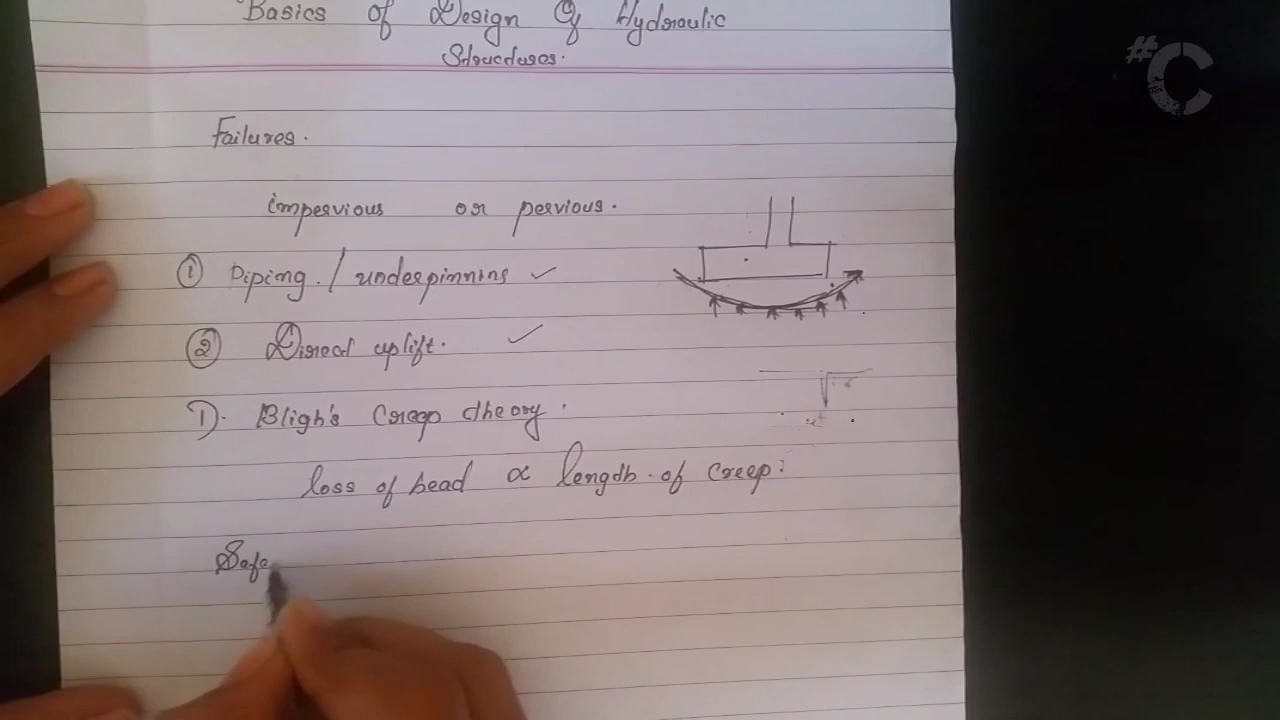 Basics of Design Of Hydraulic
Structures.
#C
Failures.
impervious or pervious.
① Piping. / underpinning
② Direct uplift.
1). Bligh's Creep theory.
loss of head ∝ length of creep:
Safe